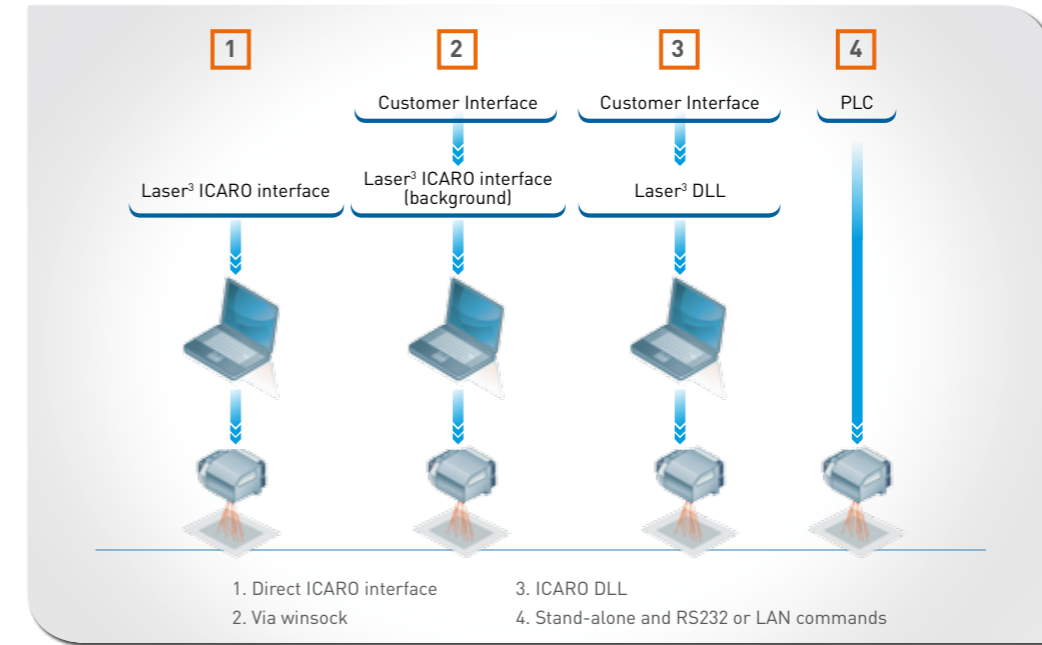 1 2 3 4
Customer Interface Customer Interface PLC
Laser³ ICARO interface
Laser³ ICARO interface
(background)
Laser³ DLL
1. Direct ICARO interface
2. Via winsock
3. ICARO DLL
4. Stand-alone and RS232 or LAN commands